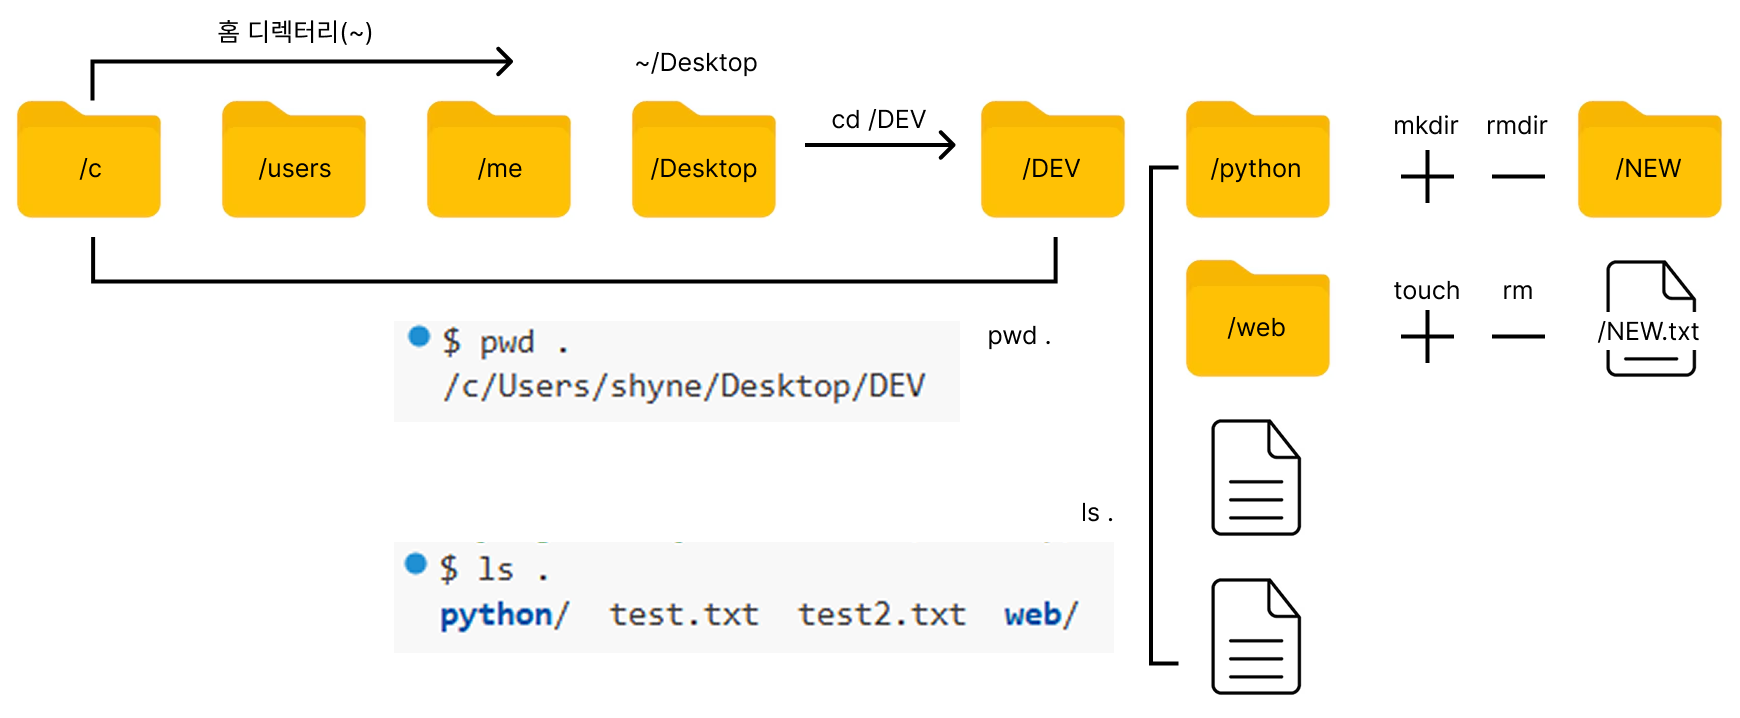 홈 디렉터리(~)
~/Desktop
/c
/users
/me
/Desktop
cd /DEV
/DEV
/python
mkdir
rmdir
/NEW
/web
touch
rm
/NEW.txt
$ pwd .
/c/Users/shyne/Desktop/DEV
pwd .
ls .
$ ls .
python/ test.txt test2.txt web/